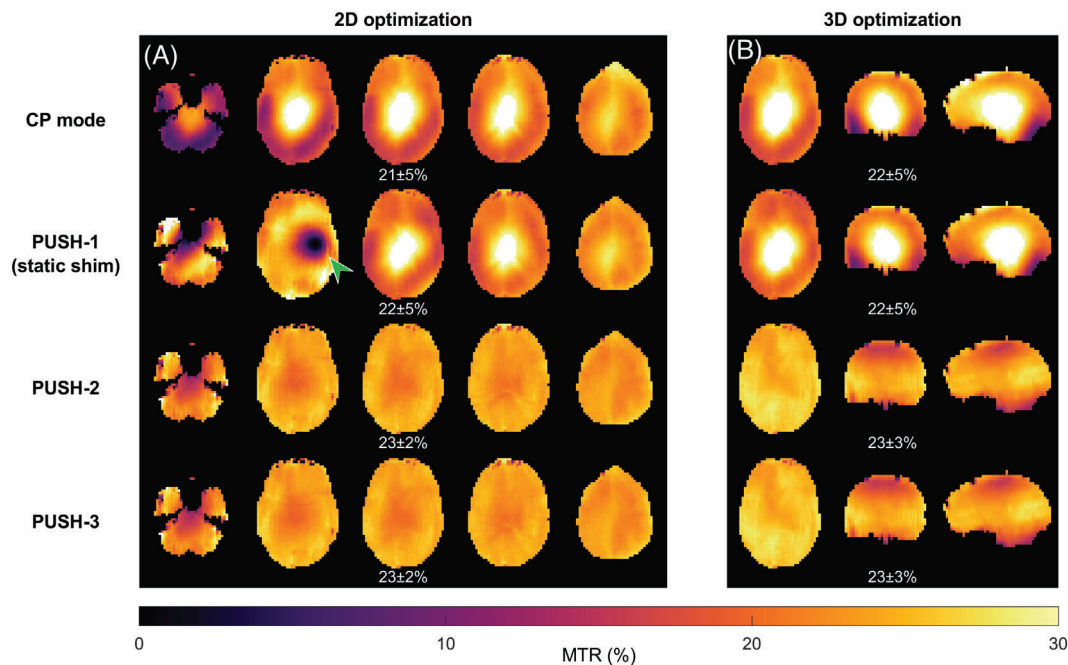 2D optimization
3D optimization
(A)
(B)
CP mode
21±5%
22±5%
PUSH-1
(static shim)
22±5%
22±5%
PUSH-2
23±2%
23±3%
PUSH-3
23±2%
23±3%
0
10
20
30
MTR (%)